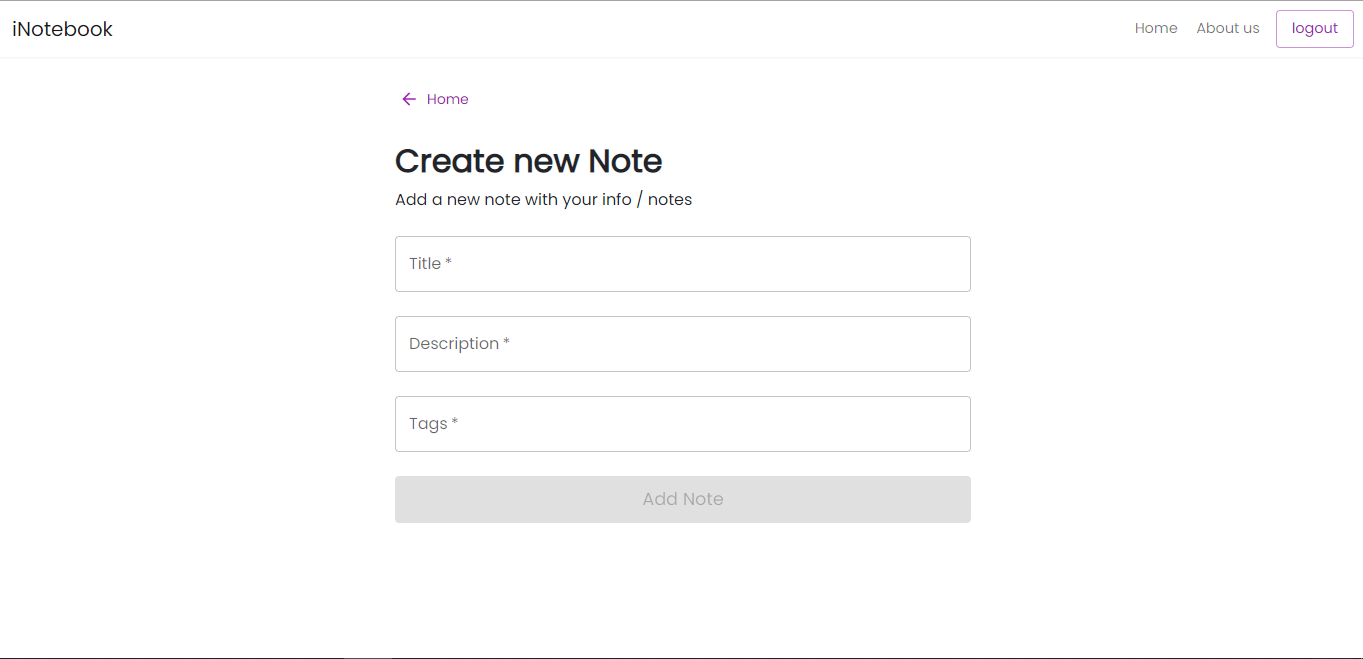 iNotebook Home About us logout
Home
Create new Note
Add a new note with your info / notes
Title *
Description *
Tags *
Add Note